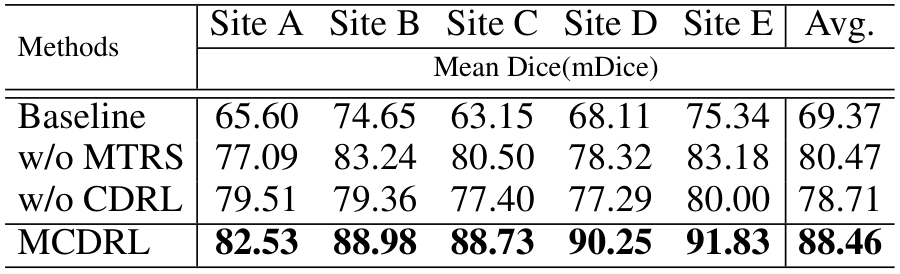 Methods Site A Site B Site C Site D Site E Avg.
Mean Dice(mDice)
Baseline 65.60 74.65 63.15 68.11 75.34 69.37
w/o MTRS 77.09 83.24 80.50 78.32 83.18 80.47
w/o CDRL 79.51 79.36 77.40 77.29 80.00 78.71
MCDRL 82.53 88.98 88.73 90.25 91.83 88.46